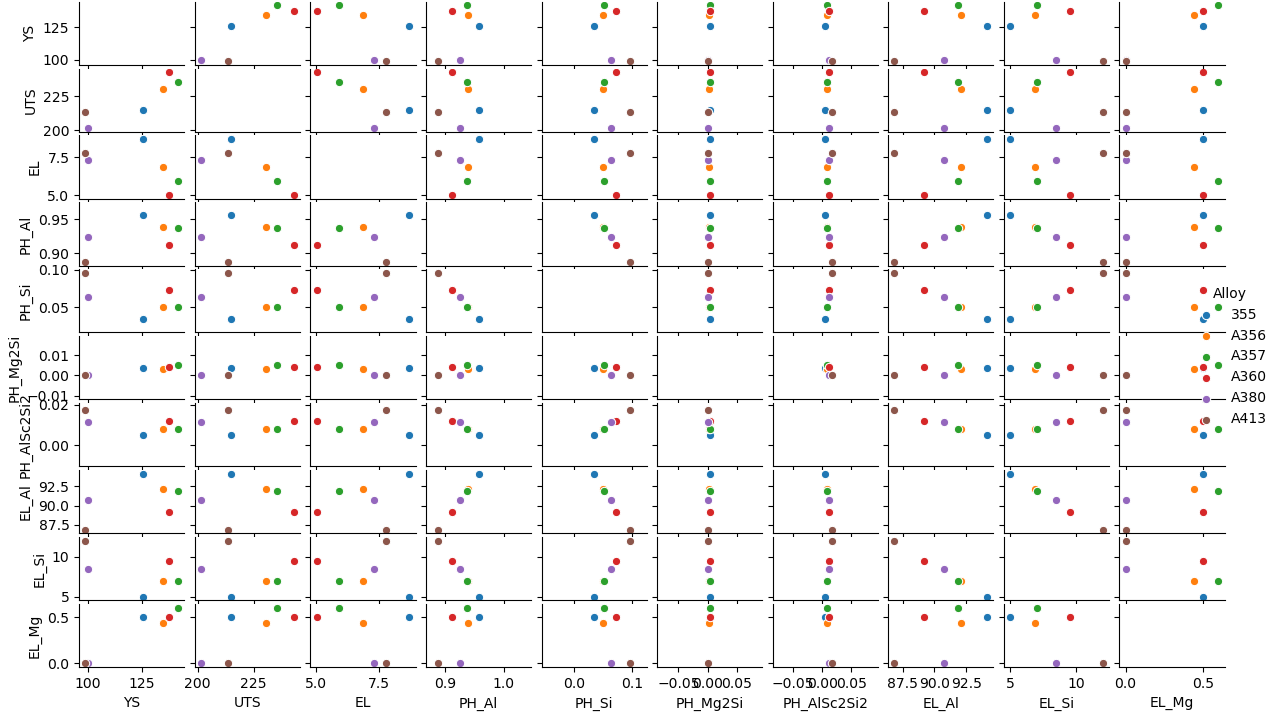 YS
125
100
UTS
225
200
EL
7.5
5.0
PH_Al
0.95
0.90
PH_Si
0.10
0.05
PH_Mg2Si
0.01
0.00
−0.01
PH_AlSc2Si2
0.02
0.00
EL_Al
92.5
90.0
87.5
EL_Si
10
5
EL_Mg
0.5
0.0
100 125 200 225 5.0 7.5 0.9 1.0 0.0 0.1 −0.05 0.00 0.05 −0.05 0.00 0.05 87.5 90.0 92.5 5 10 0.0 0.5
YS UTS EL PH_Al PH_Si PH_Mg2Si PH_AlSc2Si2 EL_Al EL_Si EL_Mg
Alloy
355
A356
A357
A360
A380
A413